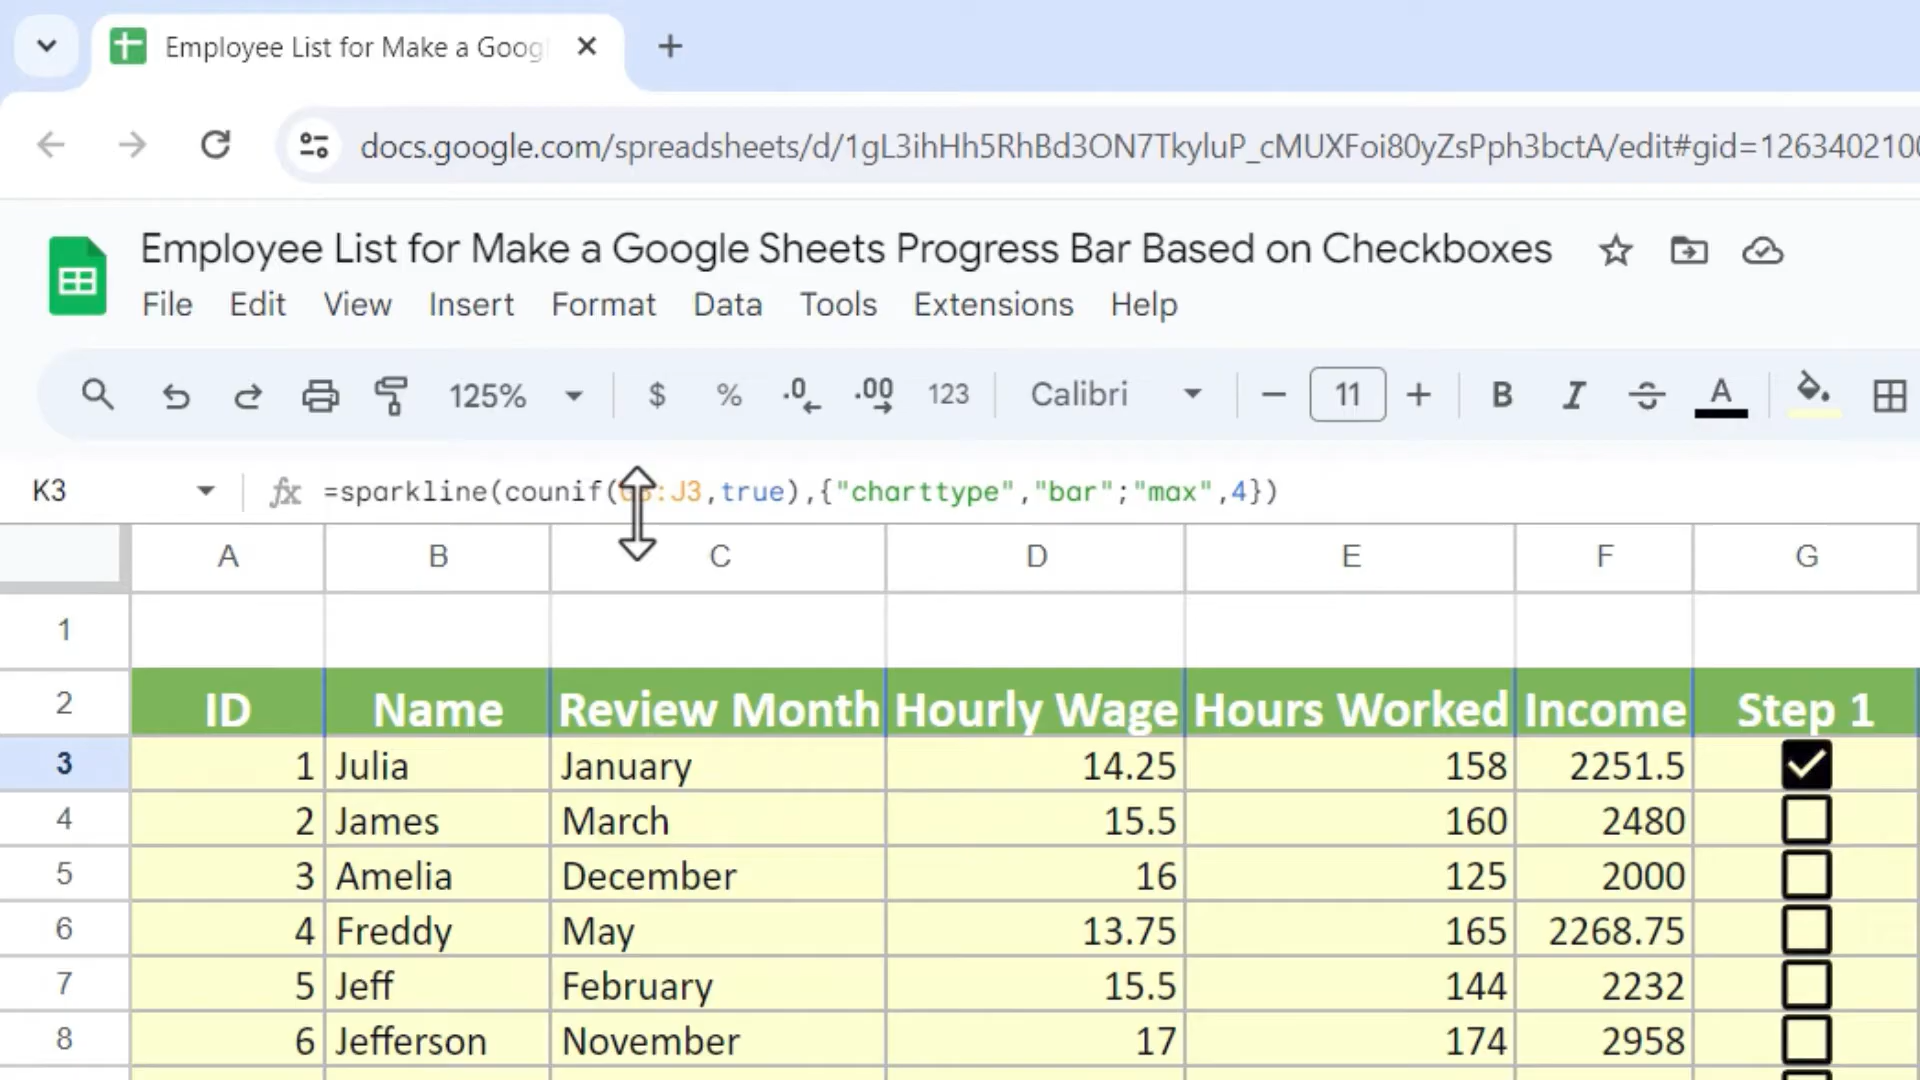 Employee List for Make a Goog
docs.google.com/spreadsheets/d/1gL3ihHh5RhBd3ON7TkyluP_cMUXFoi80yZsPph3bctA/edit#gid=1263402100
Employee List for Make a Google Sheets Progress Bar Based on Checkboxes
File Edit View Insert Format Data Tools Extensions Help
125% $ % .0 .00 123 Calibri 11 B I S A
K3 fx =sparkline(counif(G3:J3,true),{"charttype","bar";"max",4})
A B C D E F G
1
2 ID Name Review Month Hourly Wage Hours Worked Income Step 1
3 1 Julia January 14.25 158 2251.5
4 2 James March 15.5 160 2480
5 3 Amelia December 16 125 2000
6 4 Freddy May 13.75 165 2268.75
7 5 Jeff February 15.5 144 2232
8 6 Jefferson November 17 174 2958